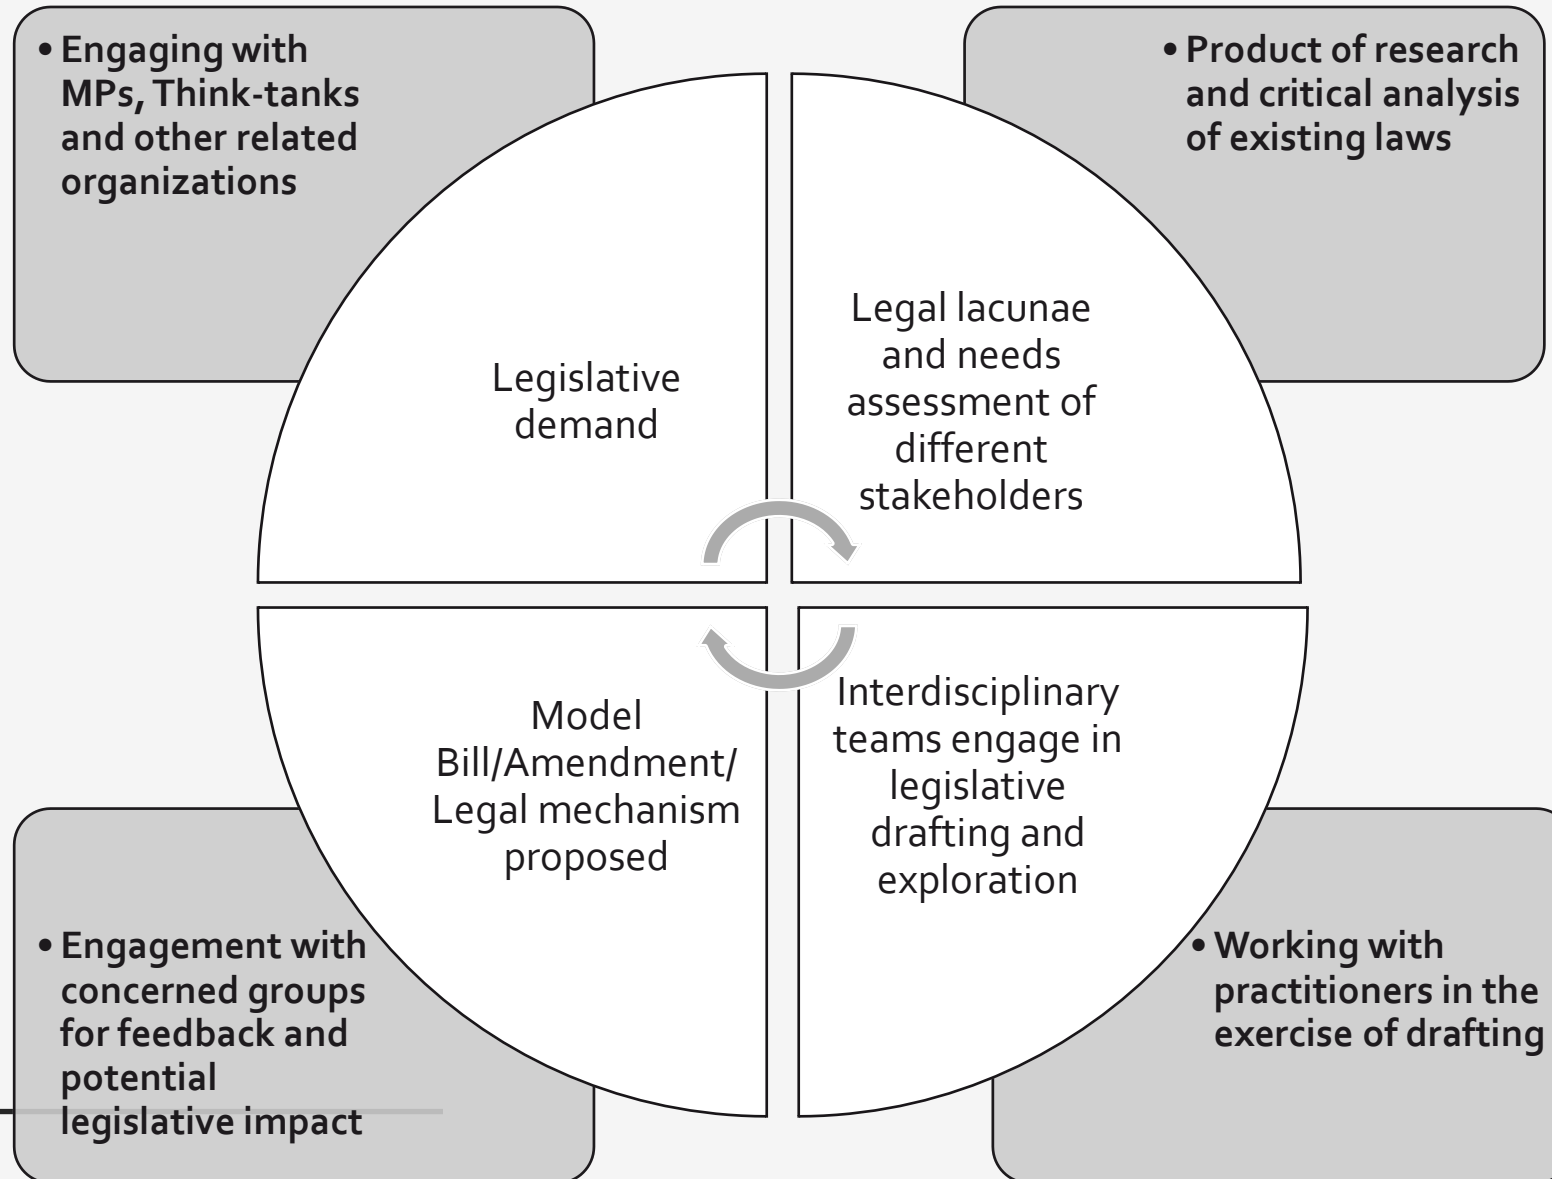 • Engaging with
MPs, Think-tanks
and other related
organizations
• Product of research
and critical analysis
of existing laws
Legislative
demand
Legal lacunae
and needs
assessment of
different
stakeholders
Model
Bill/Amendment/
Legal mechanism
proposed
Interdisciplinary
teams engage in
legislative
drafting and
exploration
• Engagement with
concerned groups
for feedback and
potential
legislative impact
• Working with
practitioners in the
exercise of drafting